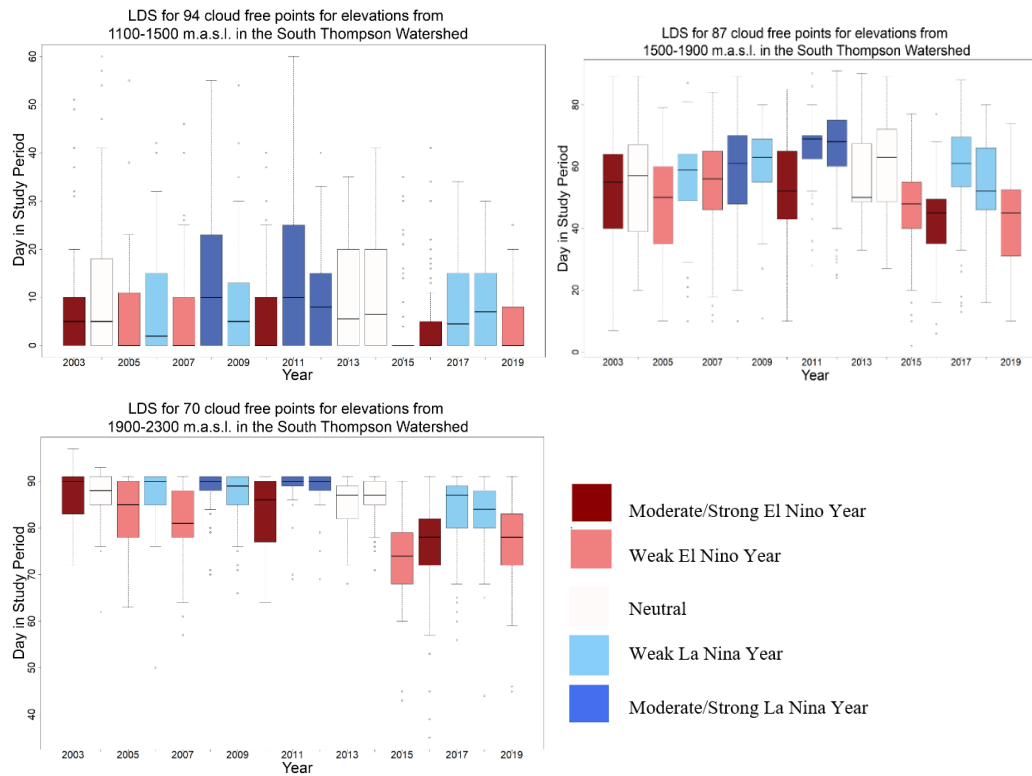 LDS for 94 cloud free points for elevations from
1100-1500 m.a.s.l. in the South Thompson Watershed
Day in Study Period
60
50
40
30
20
10
0
2003 2005 2007 2009 2011 2013 2015 2017 2019
Year
LDS for 87 cloud free points for elevations from
1500-1900 m.a.s.l. in the South Thompson Watershed
Day in Study Period
80
60
40
20
0
2003 2005 2007 2009 2011 2013 2015 2017 2019
Year
LDS for 70 cloud free points for elevations from
1900-2300 m.a.s.l. in the South Thompson Watershed
Day in Study Period
90
80
70
60
50
40
2003 2005 2007 2009 2011 2013 2015 2017 2019
Year
Moderate/Strong El Nino Year
Weak El Nino Year
Neutral
Weak La Nina Year
Moderate/Strong La Nina Year